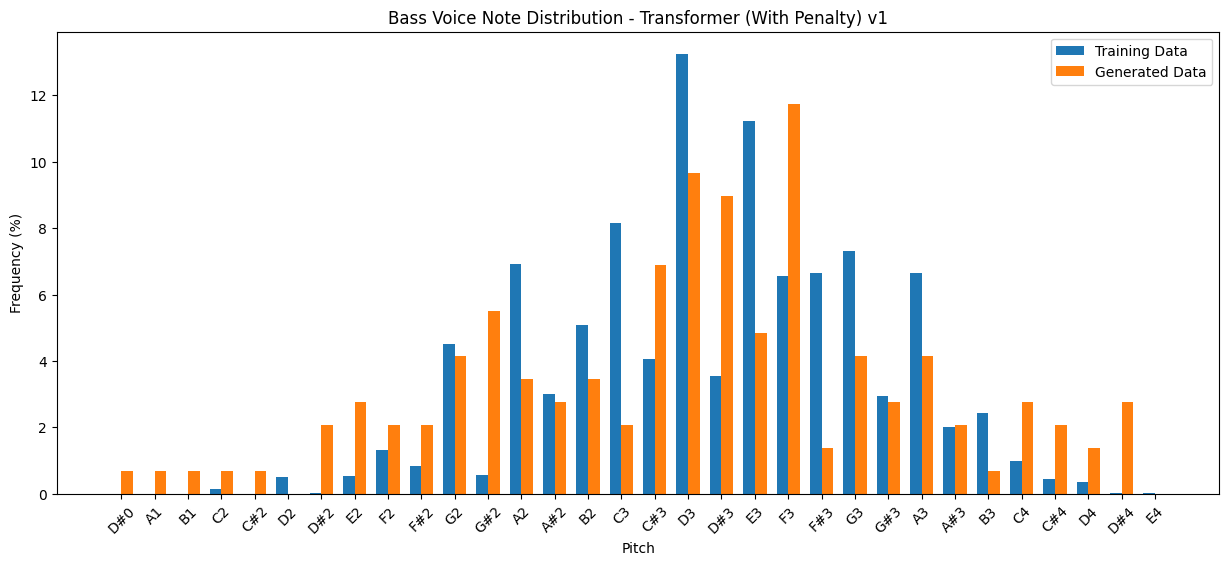 Bass Voice Note Distribution - Transformer (With Penalty) v1
Training Data
Generated Data
Frequency (%)
12
10
8
6
4
2
0
D#0 A1 B1 C2 C#2 D2 D#2 E2 F2 F#2 G2 G#2 A2 A#2 B2 C3 C#3 D3 D#3 E3 F3 F#3 G3 G#3 A3 A#3 B3 C4 C#4 D4 D#4 E4
Pitch